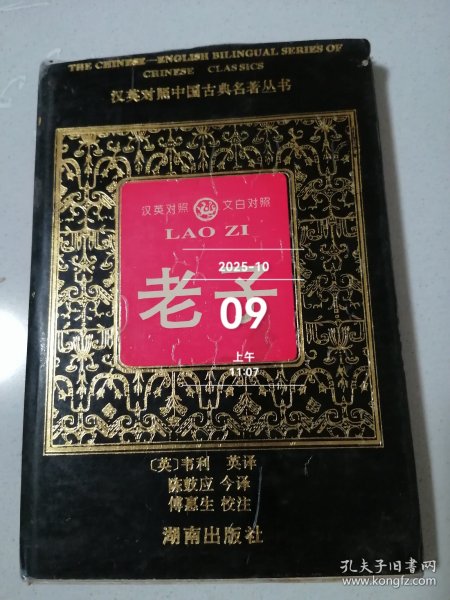 THE CHINESE—ENGLISH BILINGUAL SERIES OF
CHINESE CLASSICS
汉英对照中国古典名著丛书
汉英对照 文白对照
LAO ZI
老子
2025-10
09
上午
11:07
〔英〕韦利 英译
陈鼓应 今译
傅惠生 校注
湖南出版社
孔夫子旧书网
www.kongfz.com